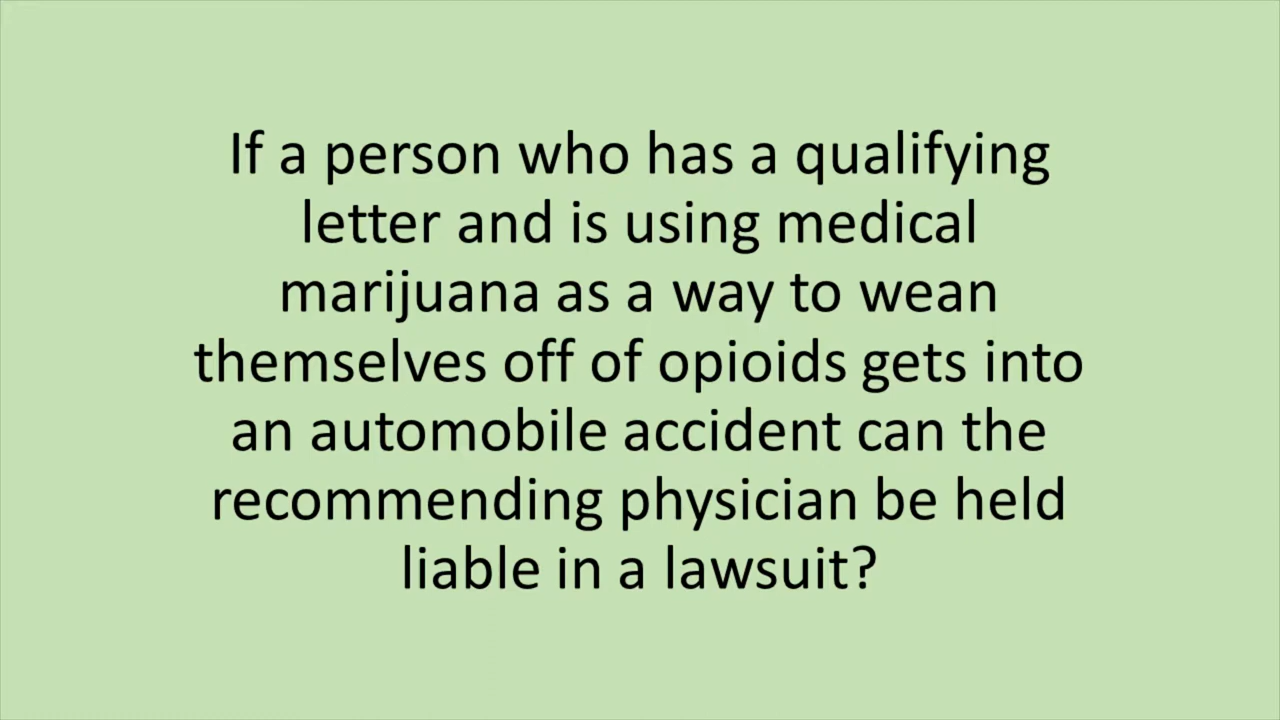 If a person who has a qualifying
letter and is using medical
marijuana as a way to wean
themselves off of opioids gets into
an automobile accident can the
recommending physician be held
liable in a lawsuit?